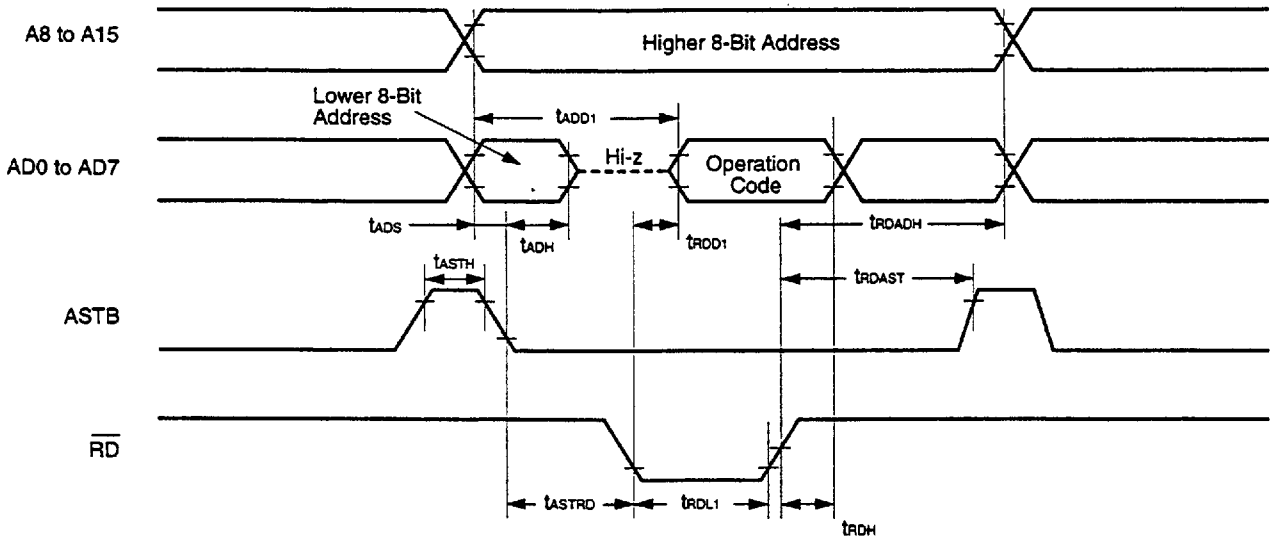 A8 to A15
Higher 8-Bit Address
Lower 8-Bit
Address
tADD1
AD0 to AD7
Hi-z
Operation
Code
tADS
tADH
tRDD1
tRDADH
tASTH
tRDAST
ASTB
RD
tASTRD
tRDL1
tRDH